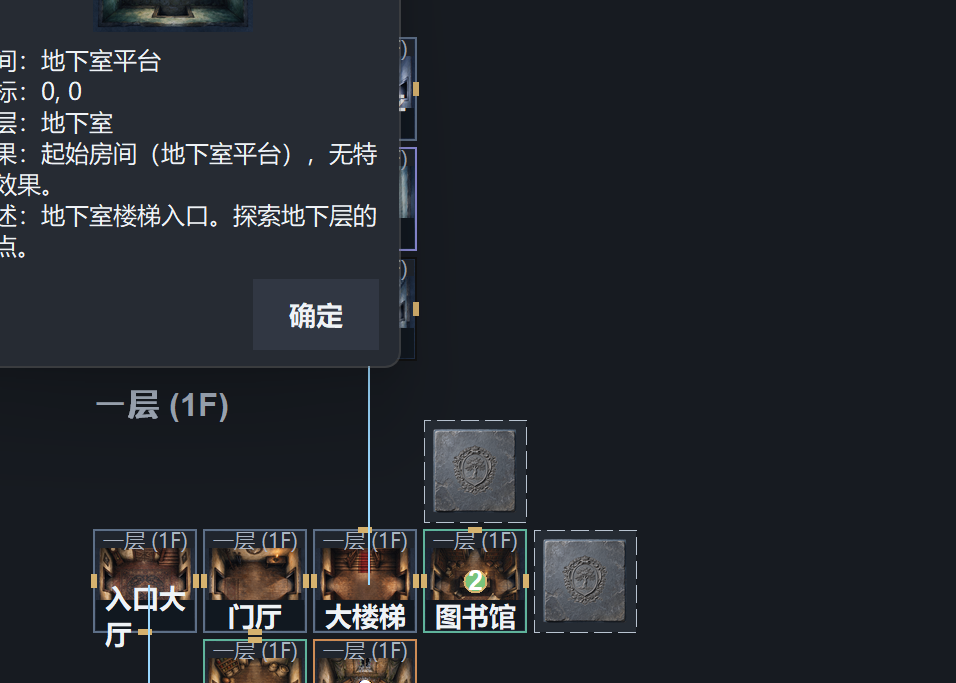 间：地下室平台
标：0, 0
层：地下室
果：起始房间（地下室平台），无特
效果。
述：地下室楼梯入口。探索地下层的
点。
确定
一层 (1F)
一层 (1F)
一层 (1F)
一层 (1F)
一层 (1F)
2
入口大
厅
门厅
大楼梯
图书馆
一层 (1F)
一层 (1F)